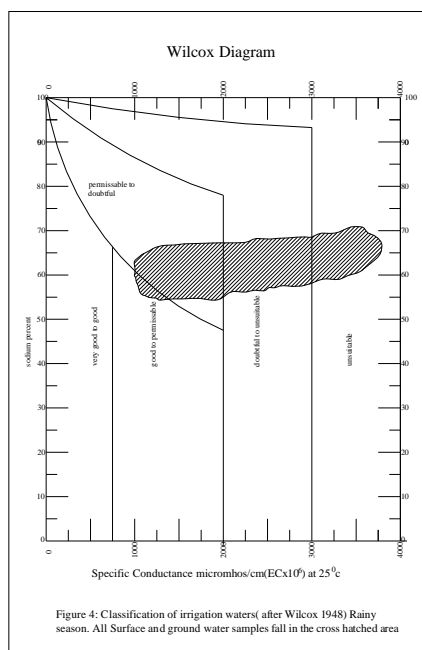 Wilcox Diagram
0
1000
2000
3000
4000
100
90
80
70
60
50
40
30
20
10
0
100
90
80
70
60
50
40
30
20
10
0
permissable to
doubtful
sodium percent
very good to good
good to permissable
doubtful to unsuitable
unsuitable
0
1000
2000
3000
4000
Specific Conductance micromhos/cm(ECx10⁶) at 25⁰c
Figure 4: Classification of irrigation waters( after Wilcox 1948) Rainy
season. All Surface and ground water samples fall in the cross hatched area